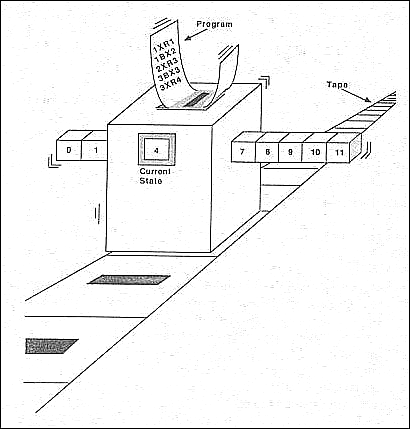 Program
1XR1
1BX2
2XR3
3BX3
3XR4
Tape
0 1
7 8 9 10 11
4
Current
State